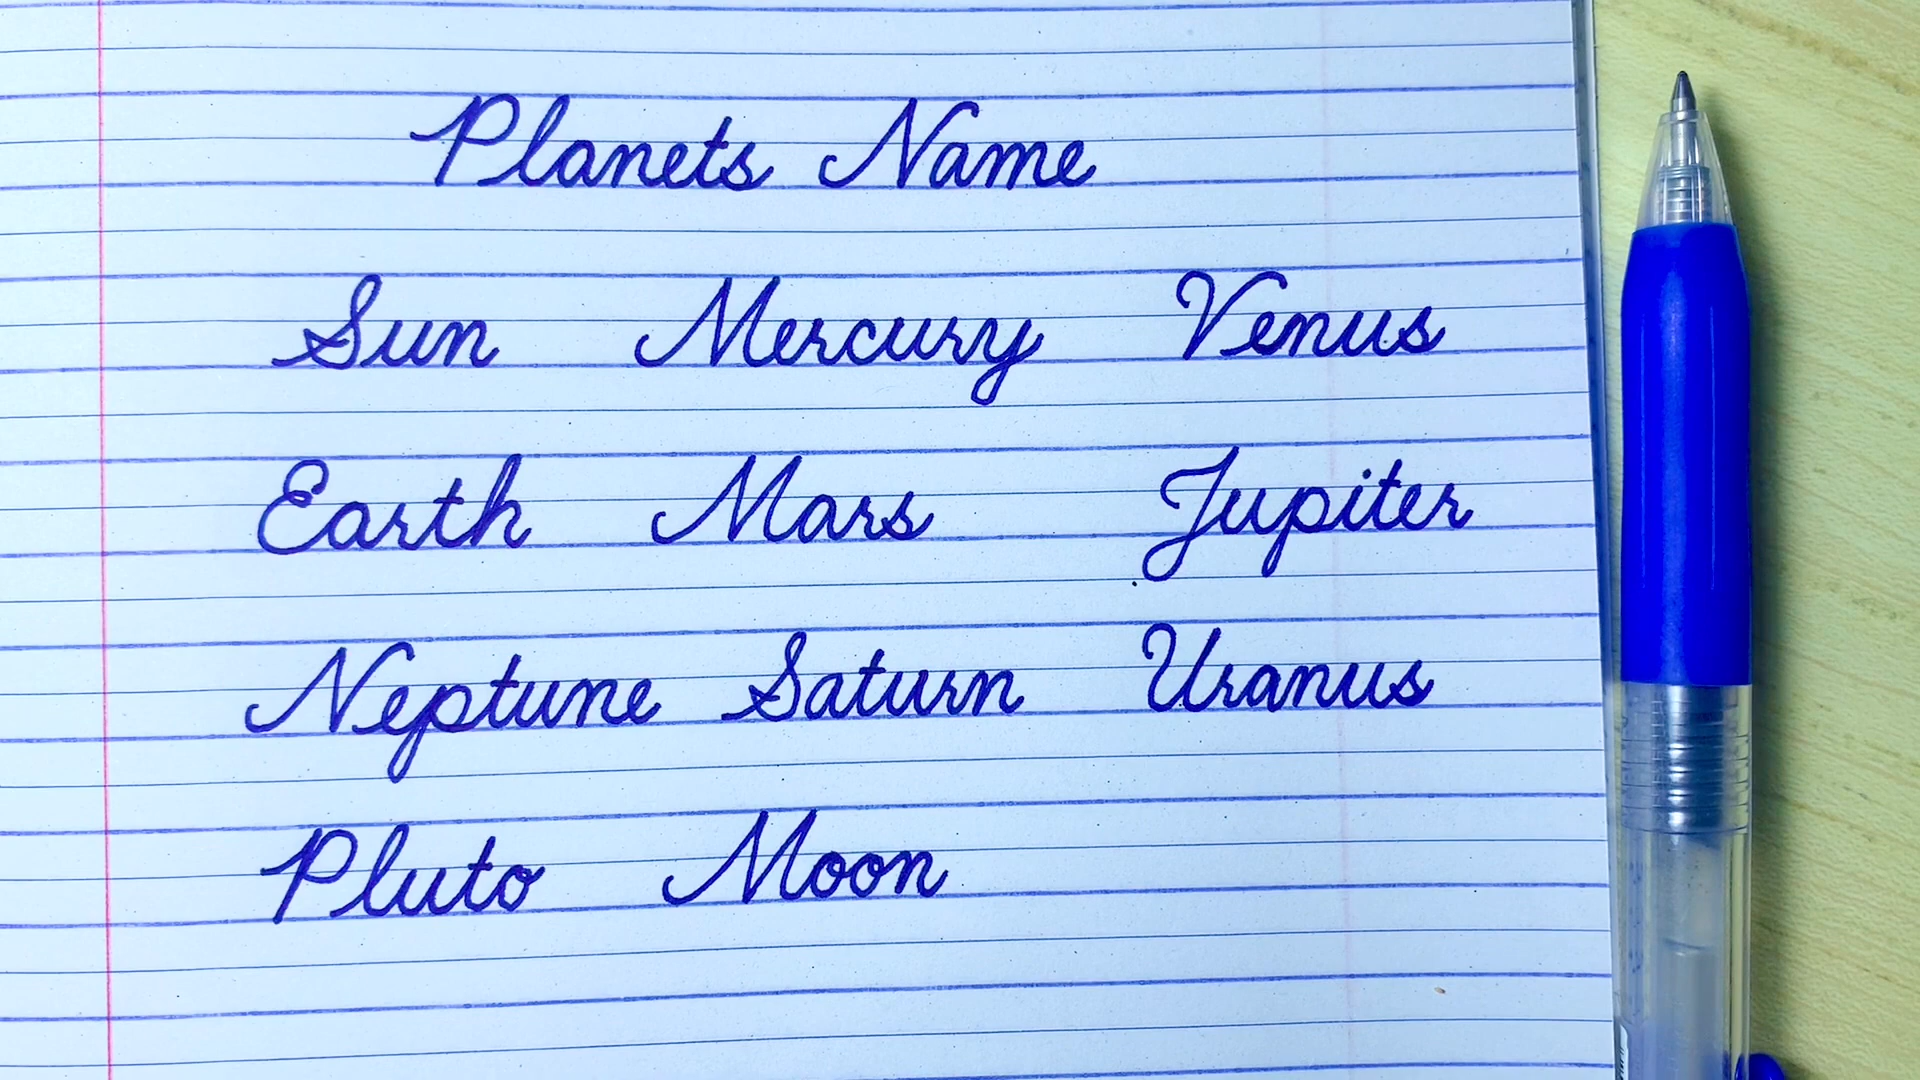 Planets Name
Sun Mercury Venus
Earth Mars Jupiter
Neptune Saturn Uranus
Pluto Moon